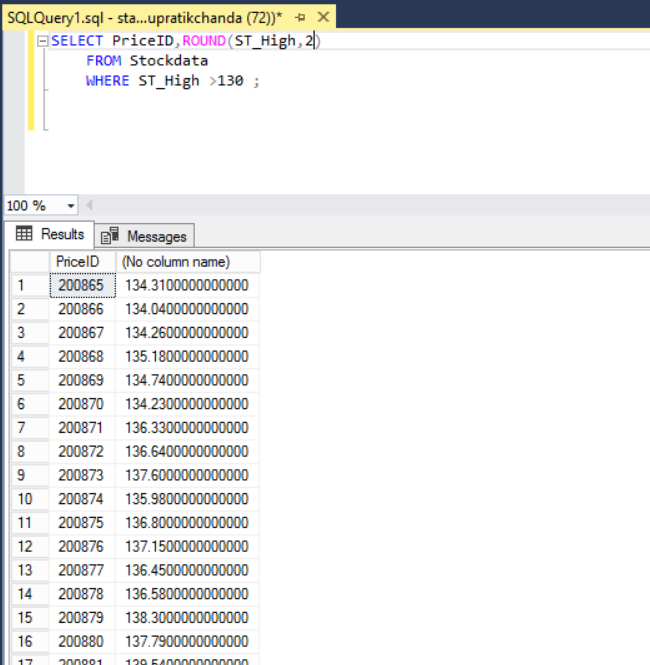 SQLQuery1.sql - sta...upratikchanda (72))*
SELECT PriceID,ROUND(ST_High,2)
FROM Stockdata
WHERE ST_High >130 ;
100 %
Results Messages
PriceID (No column name)
1 200865 134.3100000000000
2 200866 134.0400000000000
3 200867 134.2600000000000
4 200868 135.1800000000000
5 200869 134.7400000000000
6 200870 134.2300000000000
7 200871 136.3300000000000
8 200872 136.6400000000000
9 200873 137.6000000000000
10 200874 135.9800000000000
11 200875 136.8000000000000
12 200876 137.1500000000000
13 200877 136.4500000000000
14 200878 136.5800000000000
15 200879 138.3000000000000
16 200880 137.7900000000000
17 200881 139.5400000000000